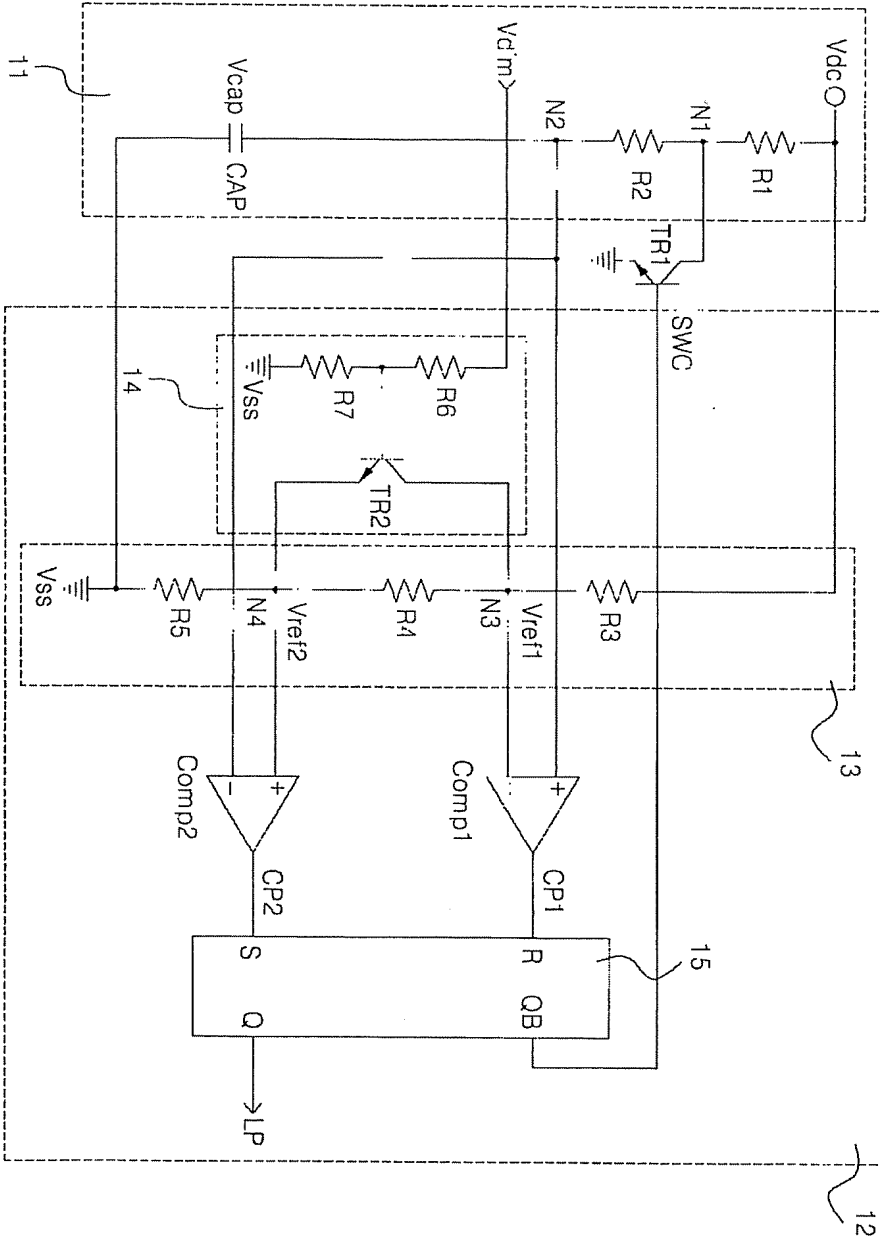 Vdc
R1
N1
R2
N2
Vdim
Vcap
CAP
11
TR1
SWC
R6
R7
Vss
14
TR2
R3
Vref1
N3
R4
Vref2
N4
R5
Vss
13
+
-
Comp1
+
-
Comp2
CP1
CP2
15
R
QB
S
Q
LP
12